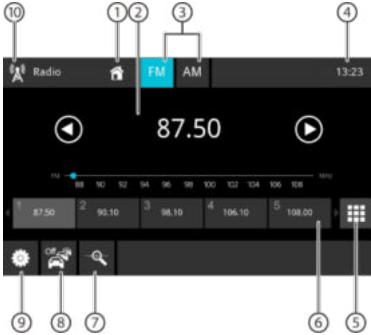 ⑩ ① ② ③ ④
Radio FM AM 13:23
87.50
FM 88 90 92 94 96 98 100 102 104 106 108 MHz
1 87.50 2 90.10 3 98.10 4 106.10 5 108.00
Off
⑨ ⑧ ⑦ ⑥ ⑤